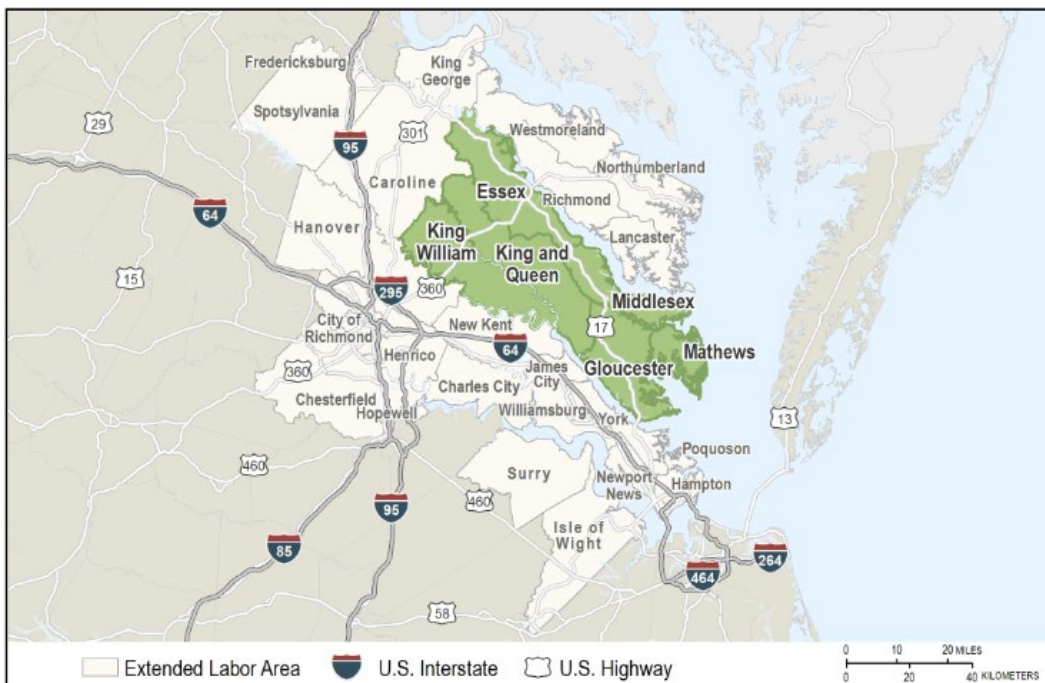 Fredericksburg
King
George
Spotsylvania
29
301
95
Westmoreland
Northumberland
Caroline
Essex
Richmond
64
Hanover
King
William
King and
Queen
Lancaster
15
295
360
Middlesex
City of
Richmond
New Kent
17
64
Mathews
Henrico
James
City
Gloucester
360
Charles City
Chesterfield
Hopewell
Williamsburg
York
13
Poquoson
460
Surry
Newport
News
Hampton
95
460
Isle of
Wight
85
264
464
58
Extended Labor Area
U.S. Interstate
U.S. Highway
0 10 20 MILES
0 20 40 KILOMETERS